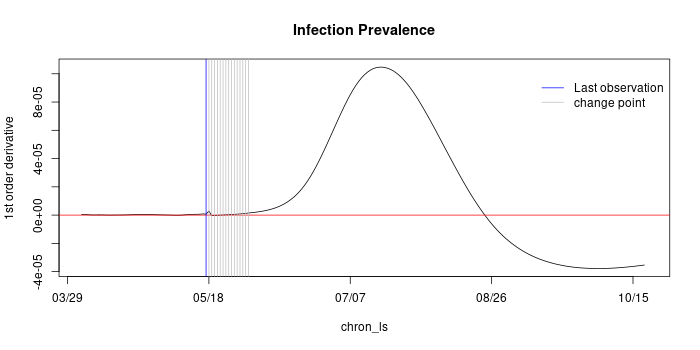 Infection Prevalence
1st order derivative
8e-05
4e-05
0e+00
-4e-05
Last observation
change point
03/29
05/18
07/07
08/26
10/15
chron_ls